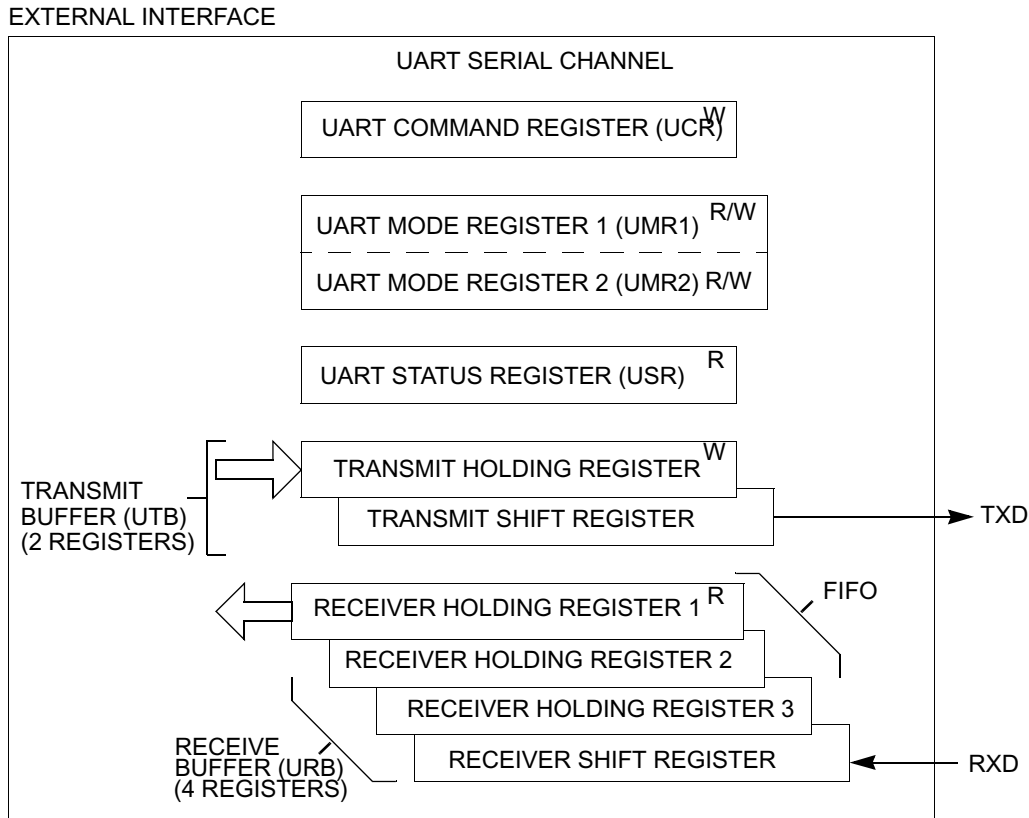 EXTERNAL INTERFACE
UART SERIAL CHANNEL
UART COMMAND REGISTER (UCR) W
UART MODE REGISTER 1 (UMR1) R/W
UART MODE REGISTER 2 (UMR2) R/W
UART STATUS REGISTER (USR) R
TRANSMIT HOLDING REGISTER W
TRANSMIT
BUFFER (UTB)
(2 REGISTERS)
TRANSMIT SHIFT REGISTER
TXD
RECEIVER HOLDING REGISTER 1 R
FIFO
RECEIVER HOLDING REGISTER 2
RECEIVER HOLDING REGISTER 3
RECEIVE
BUFFER (URB)
(4 REGISTERS)
RECEIVER SHIFT REGISTER
RXD